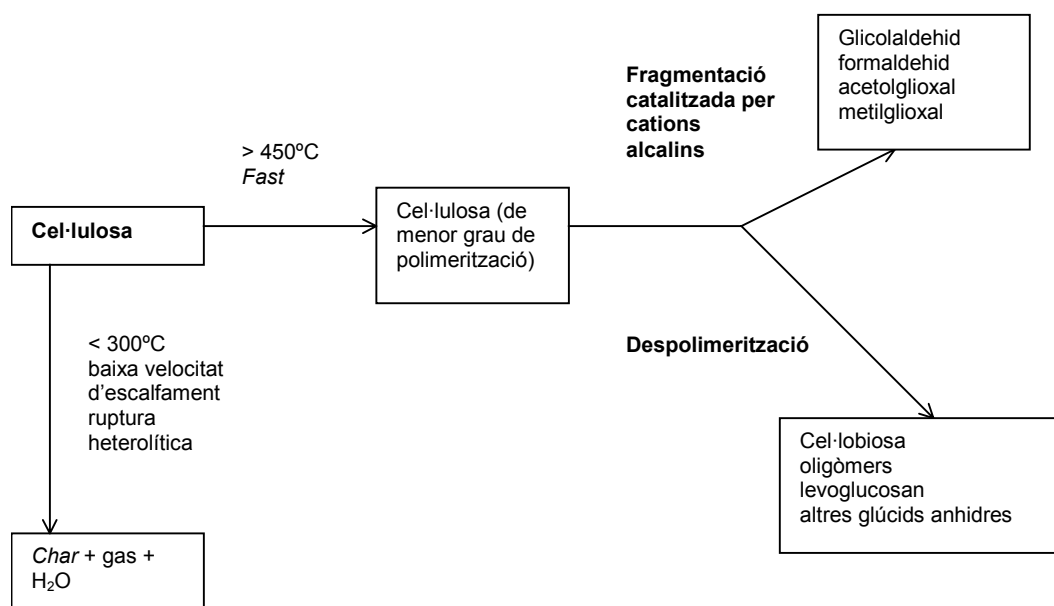 Cel·lulosa
> 450ºC
Fast
Cel·lulosa (de
menor grau de
polimerització)
Fragmentació
catalitzada per
cations
alcalins
Glicolaldehid
formaldehid
acetolglioxal
metilglioxal
Despolimerització
Cel·lobiosa
oligòmers
levoglucosan
altres glúcids anhidres
< 300ºC
baixa velocitat
d’escalfament
ruptura
heterolítica
Char + gas +
H₂O